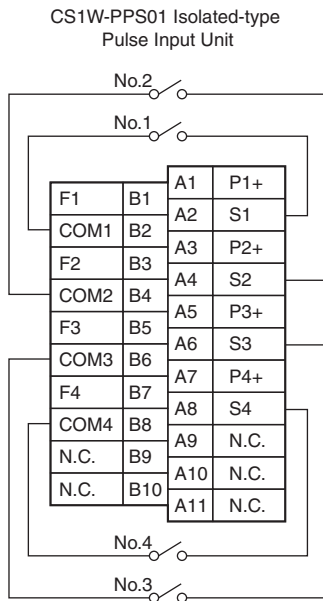 CS1W-PPS01 Isolated-type
Pulse Input Unit
No.2
No.1
A1 P1+
F1 B1
A2 S1
COM1 B2
A3 P2+
F2 B3
A4 S2
COM2 B4
A5 P3+
F3 B5
A6 S3
COM3 B6
A7 P4+
F4 B7
A8 S4
COM4 B8
A9 N.C.
N.C. B9
A10 N.C.
N.C. B10
A11 N.C.
No.4
No.3